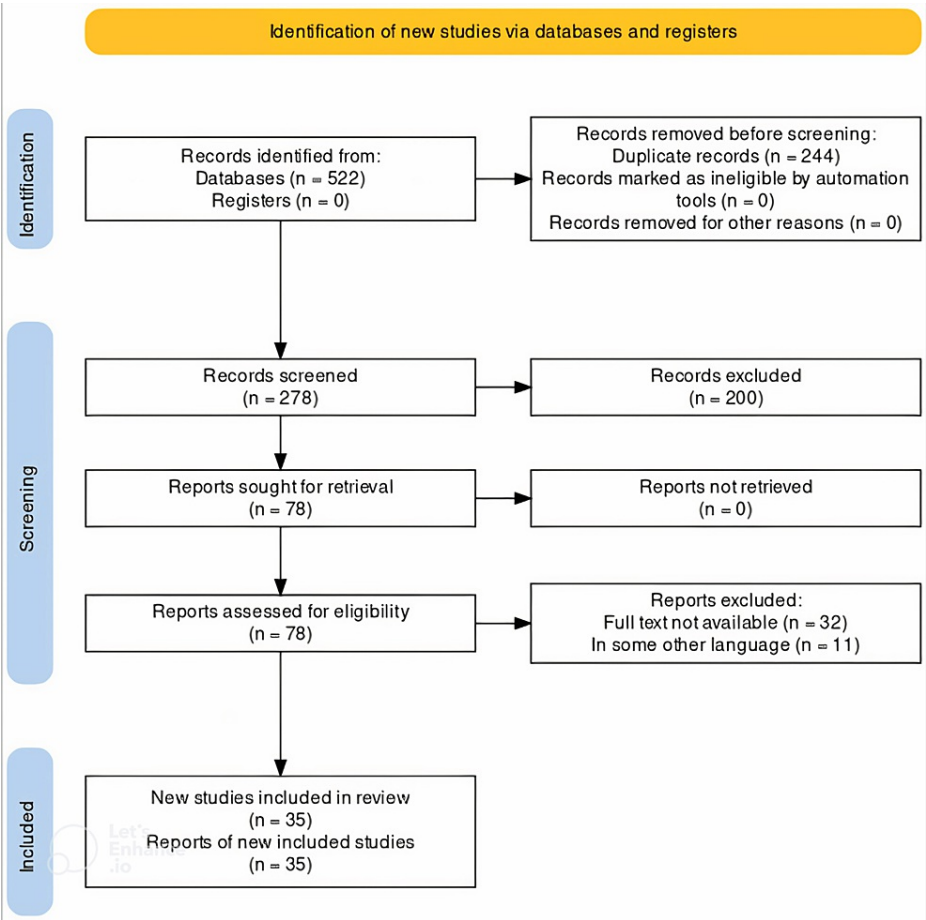 Identification of new studies via databases and registers
Identification
Records identified from:
Databases (n = 522)
Registers (n = 0)
Records removed before screening:
Duplicate records (n = 244)
Records marked as ineligible by automation
tools (n = 0)
Records removed for other reasons (n = 0)
Screening
Records screened
(n = 278)
Records excluded
(n = 200)
Reports sought for retrieval
(n = 78)
Reports not retrieved
(n = 0)
Reports assessed for eligibility
(n = 78)
Reports excluded:
Full text not available (n = 32)
In some other language (n = 11)
Included
New studies included in review
(n = 35)
Reports of new included studies
(n = 35)
Let's
Enhance
.io